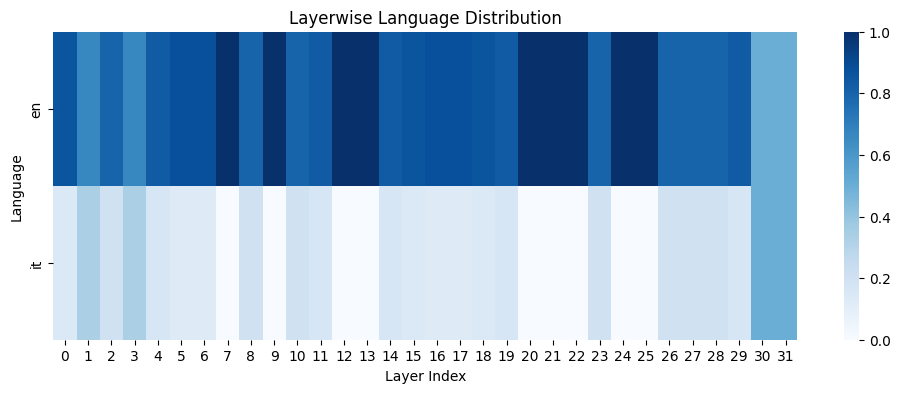 Layerwise Language Distribution
Language
en
it
0 1 2 3 4 5 6 7 8 9 10 11 12 13 14 15 16 17 18 19 20 21 22 23 24 25 26 27 28 29 30 31
Layer Index
1.0
0.8
0.6
0.4
0.2
0.0